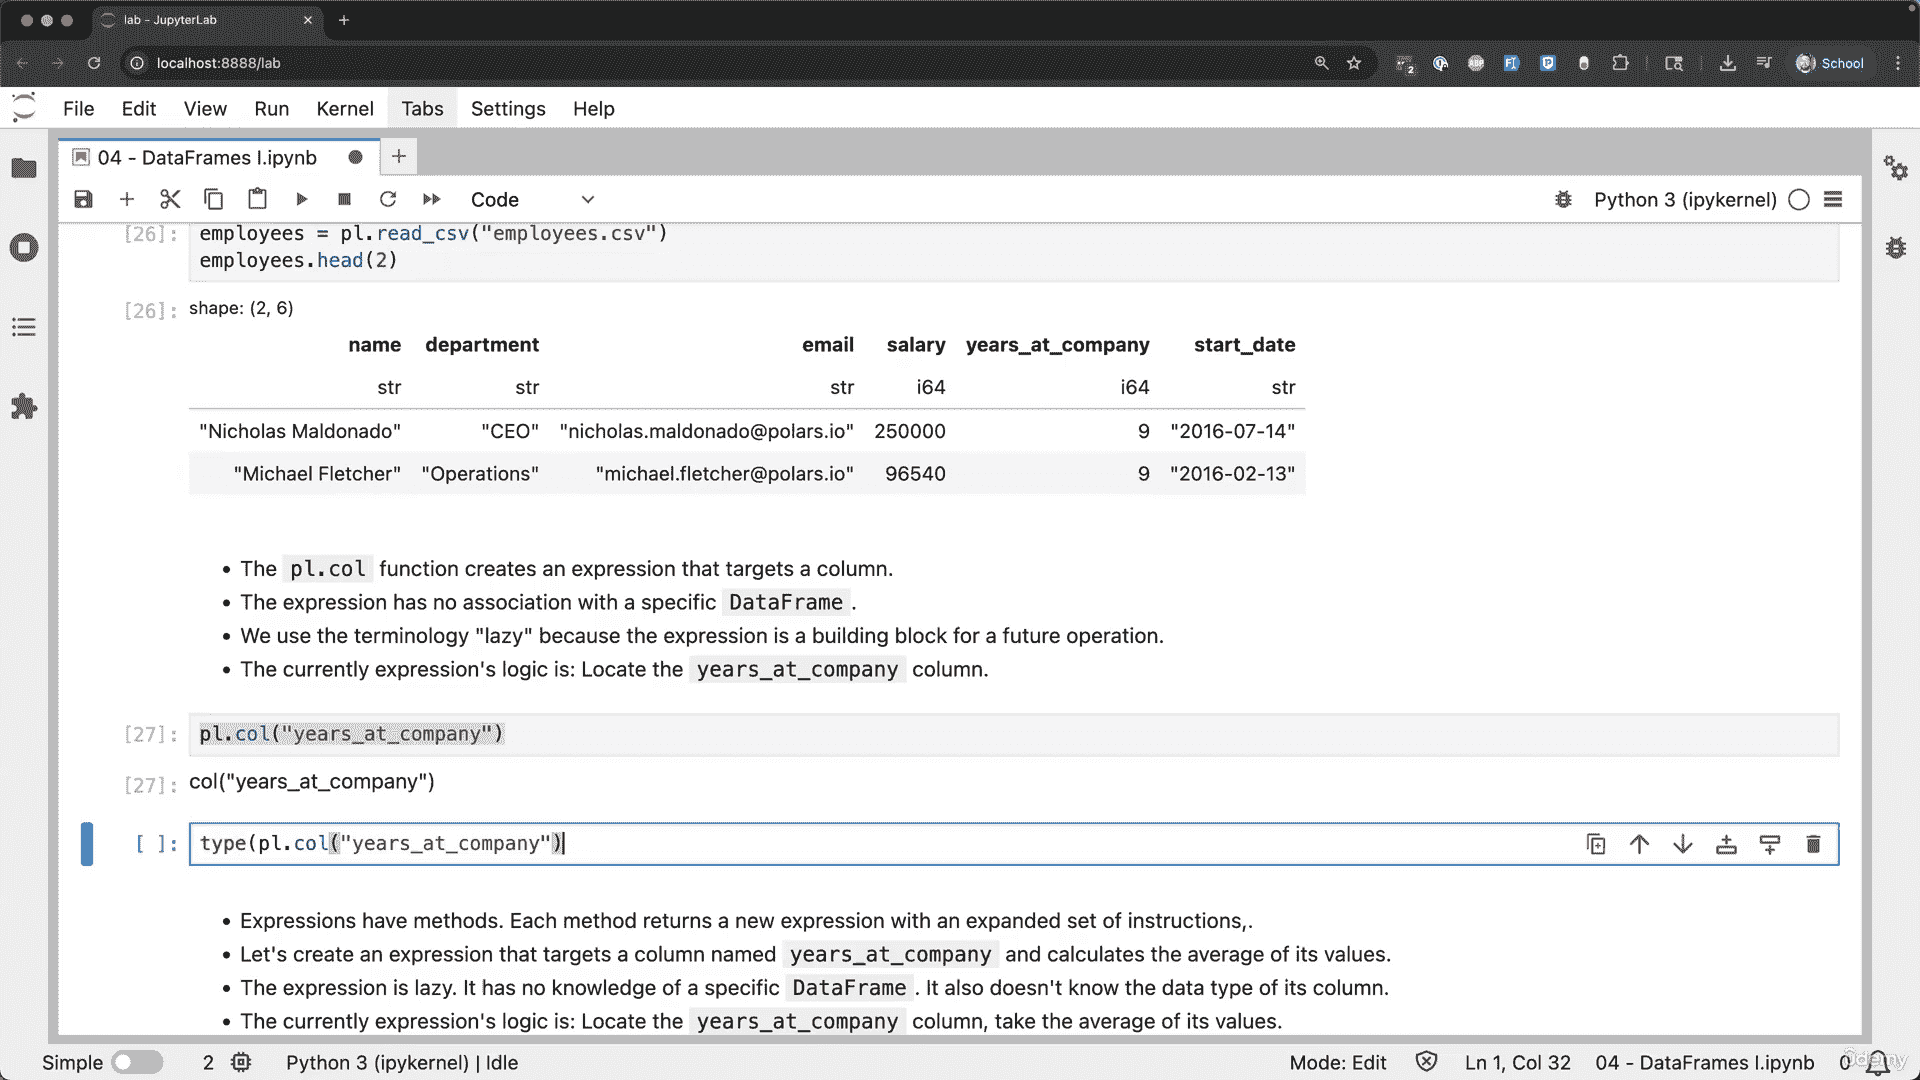 lab - JupyterLab
localhost:8888/lab
2
ABP
School
File Edit View Run Kernel Tabs Settings Help
04 - DataFrames I.ipynb
Code
Python 3 (ipykernel)
[26]: employees = pl.read_csv("employees.csv")
employees.head(2)
[26]: shape: (2, 6)
name department email salary years_at_company start_date
str str str i64 i64 str
"Nicholas Maldonado" "CEO" "nicholas.maldonado@polars.io" 250000 9 "2016-07-14"
"Michael Fletcher" "Operations" "michael.fletcher@polars.io" 96540 9 "2016-02-13"
• The pl.col function creates an expression that targets a column.
• The expression has no association with a specific DataFrame .
• We use the terminology "lazy" because the expression is a building block for a future operation.
• The currently expression's logic is: Locate the years_at_company column.
[27]: pl.col("years_at_company")
[27]: col("years_at_company")
[ ]: type(pl.col("years_at_company")
• Expressions have methods. Each method returns a new expression with an expanded set of instructions,.
• Let's create an expression that targets a column named years_at_company and calculates the average of its values.
• The expression is lazy. It has no knowledge of a specific DataFrame . It also doesn't know the data type of its column.
• The currently expression's logic is: Locate the years_at_company column, take the average of its values.
Simple 2 Python 3 (ipykernel) | Idle Mode: Edit Ln 1, Col 32 04 - DataFrames I.ipynb 0